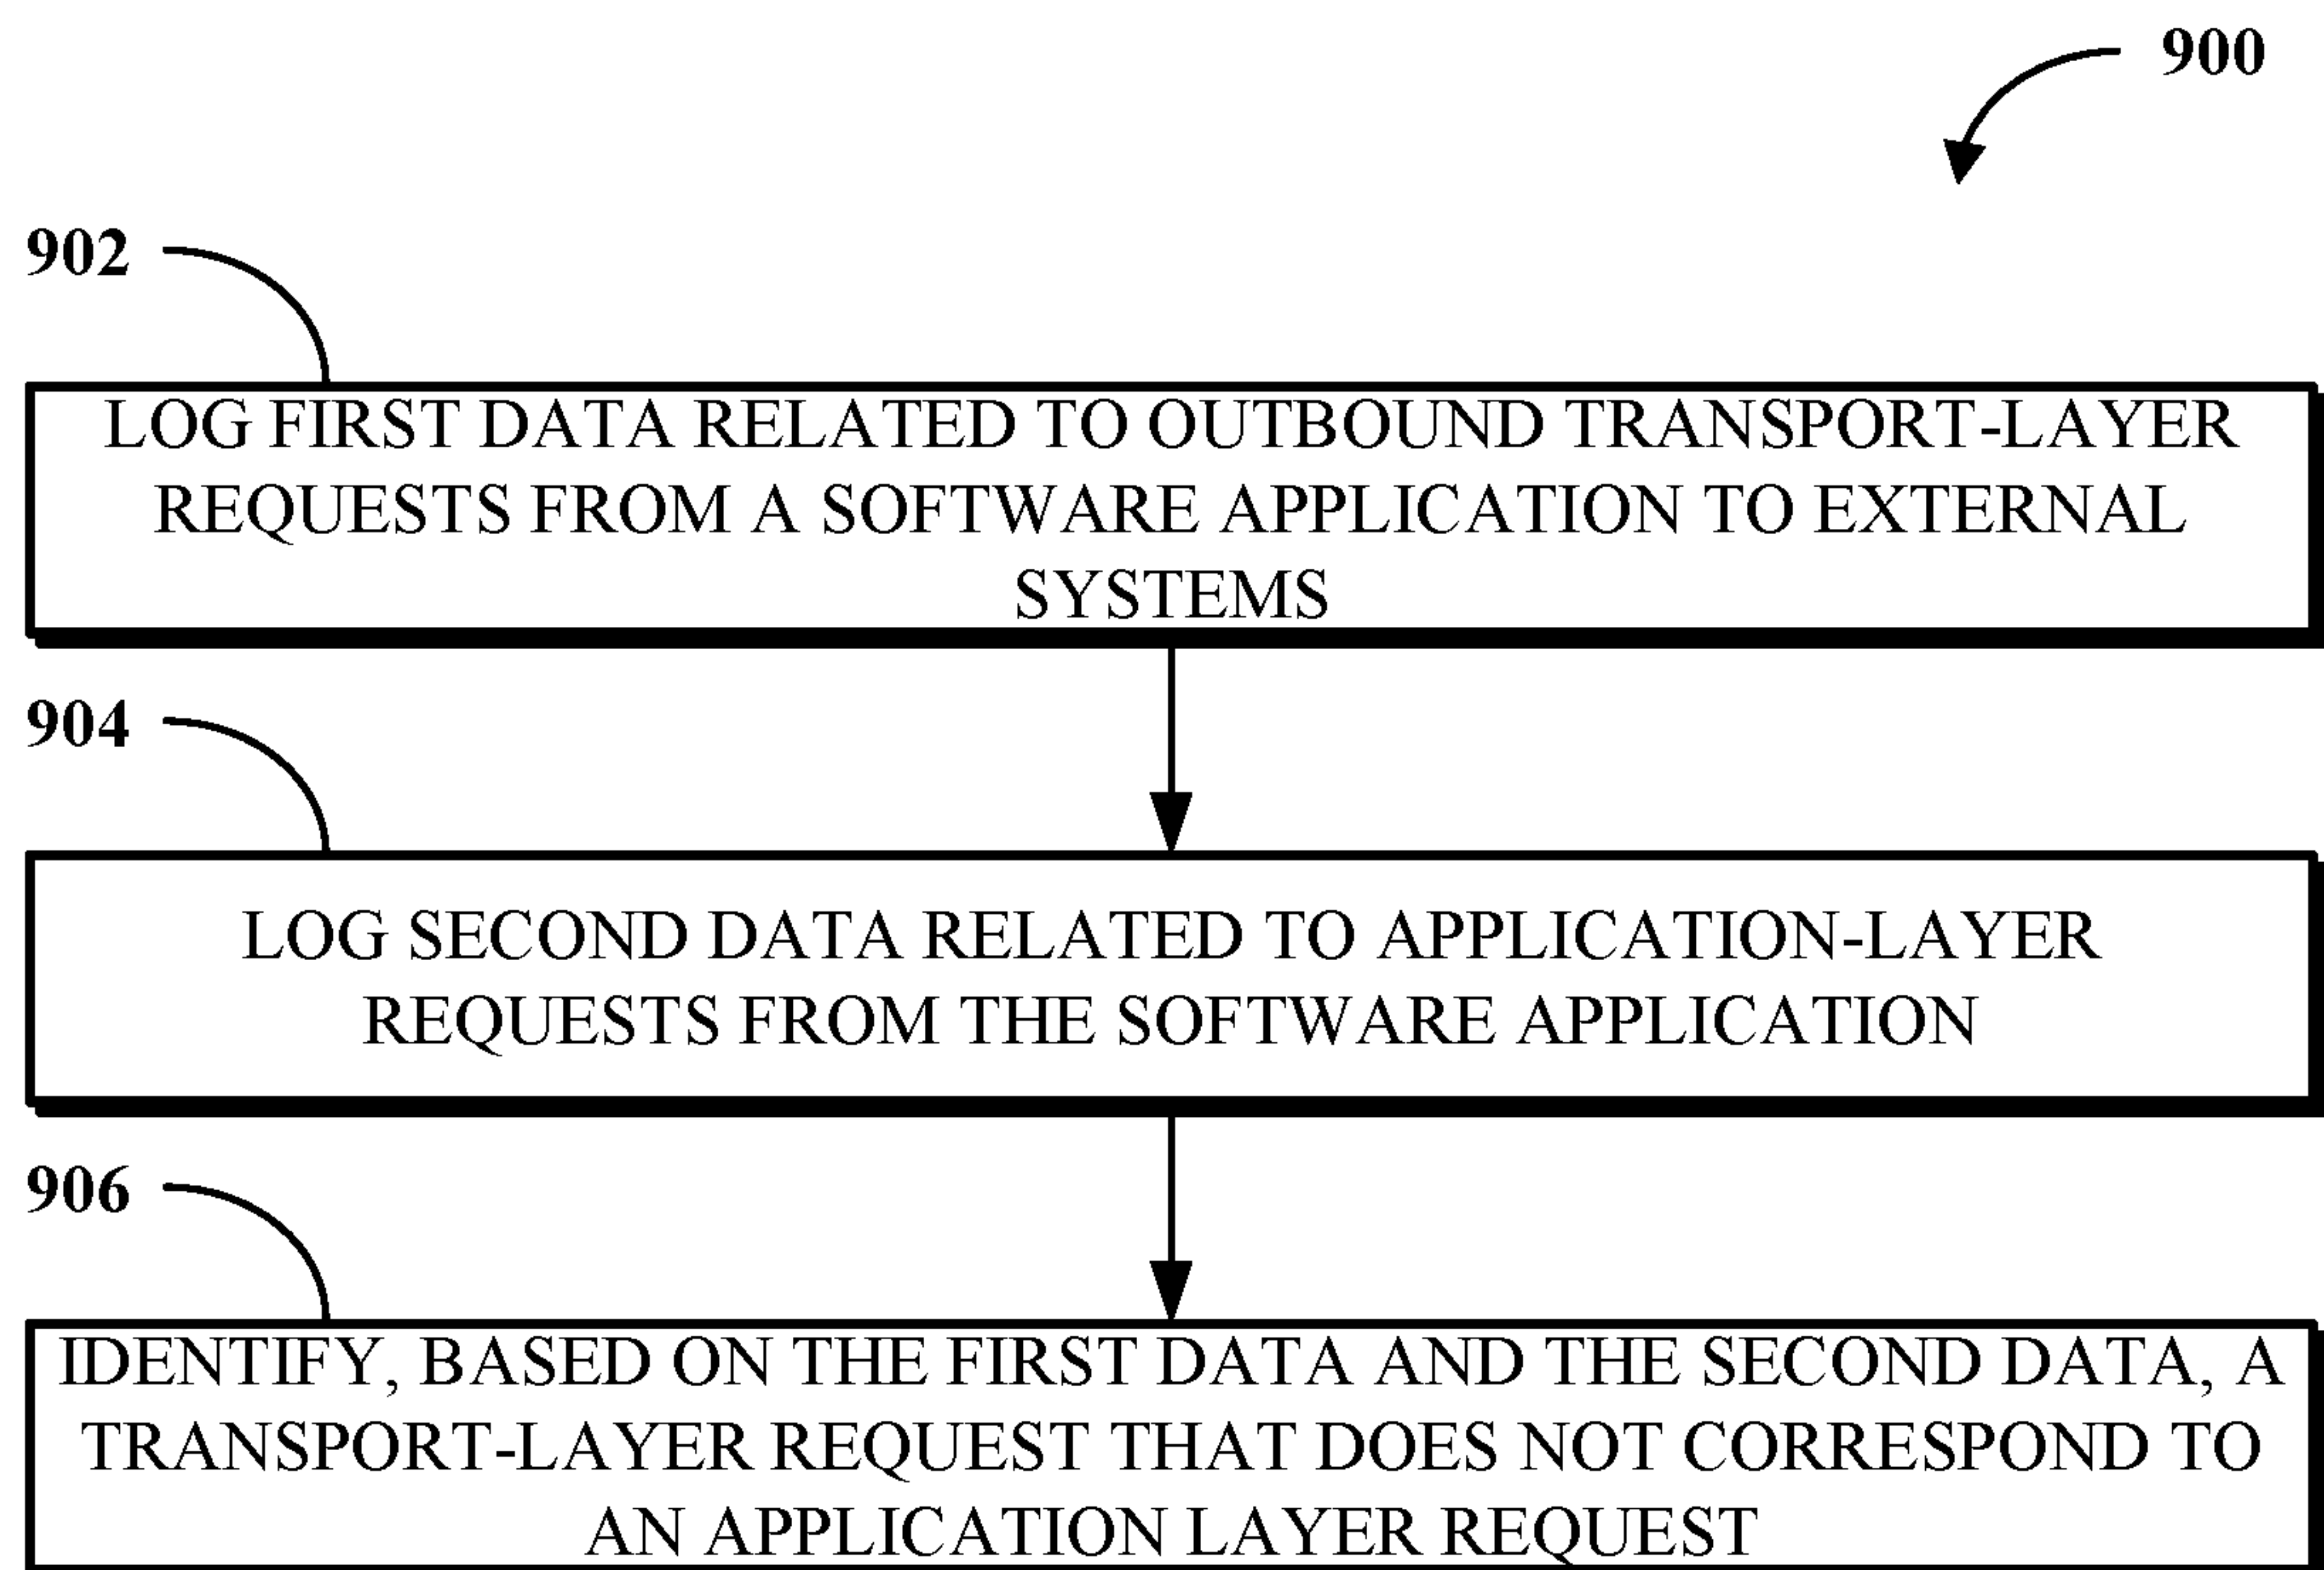 900
902
LOG FIRST DATA RELATED TO OUTBOUND TRANSPORT-LAYER
REQUESTS FROM A SOFTWARE APPLICATION TO EXTERNAL
SYSTEMS
904
LOG SECOND DATA RELATED TO APPLICATION-LAYER
REQUESTS FROM THE SOFTWARE APPLICATION
906
IDENTIFY, BASED ON THE FIRST DATA AND THE SECOND DATA, A
TRANSPORT-LAYER REQUEST THAT DOES NOT CORRESPOND TO
AN APPLICATION LAYER REQUEST